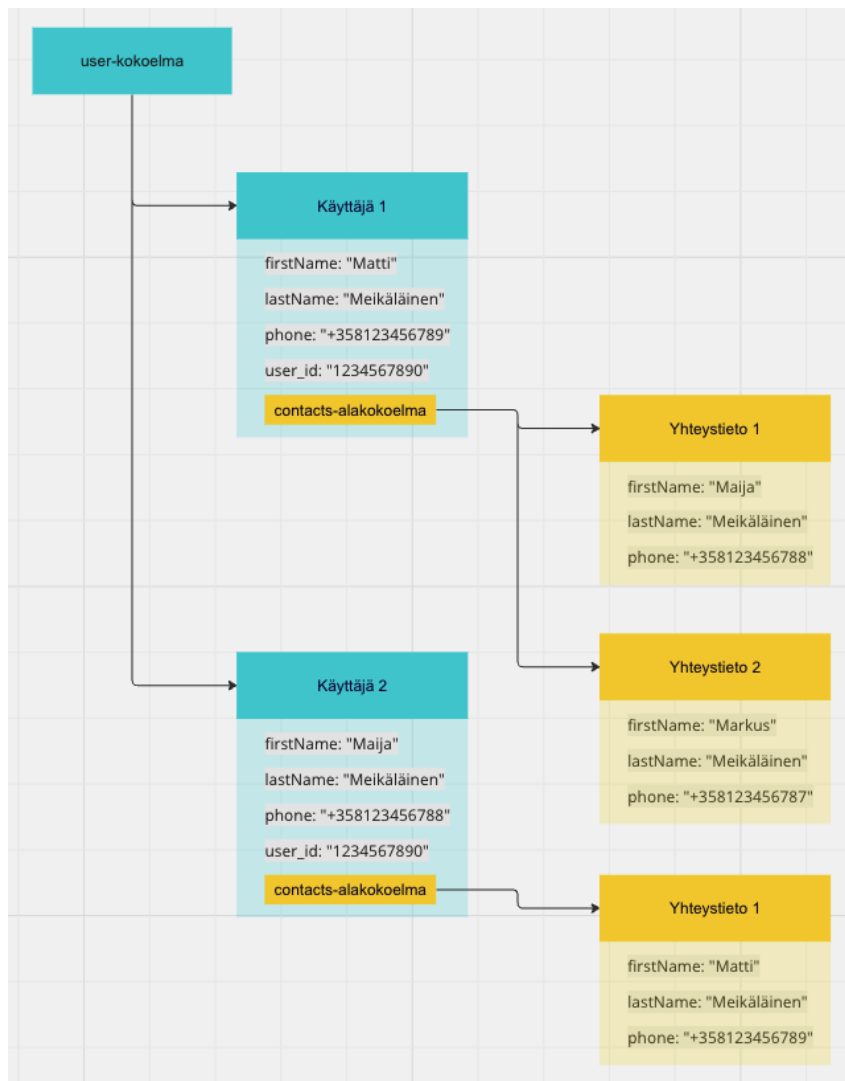 user-kokoelma
Käyttäjä 1
firstName: "Matti"
lastName: "Meikäläinen"
phone: "+358123456789"
user_id: "1234567890"
contacts-alakokoelma
Yhteystieto 1
firstName: "Maija"
lastName: "Meikäläinen"
phone: "+358123456788"
Yhteystieto 2
firstName: "Markus"
lastName: "Meikäläinen"
phone: "+358123456787"
Käyttäjä 2
firstName: "Maija"
lastName: "Meikäläinen"
phone: "+358123456788"
user_id: "1234567890"
contacts-alakokoelma
Yhteystieto 1
firstName: "Matti"
lastName: "Meikäläinen"
phone: "+358123456789"